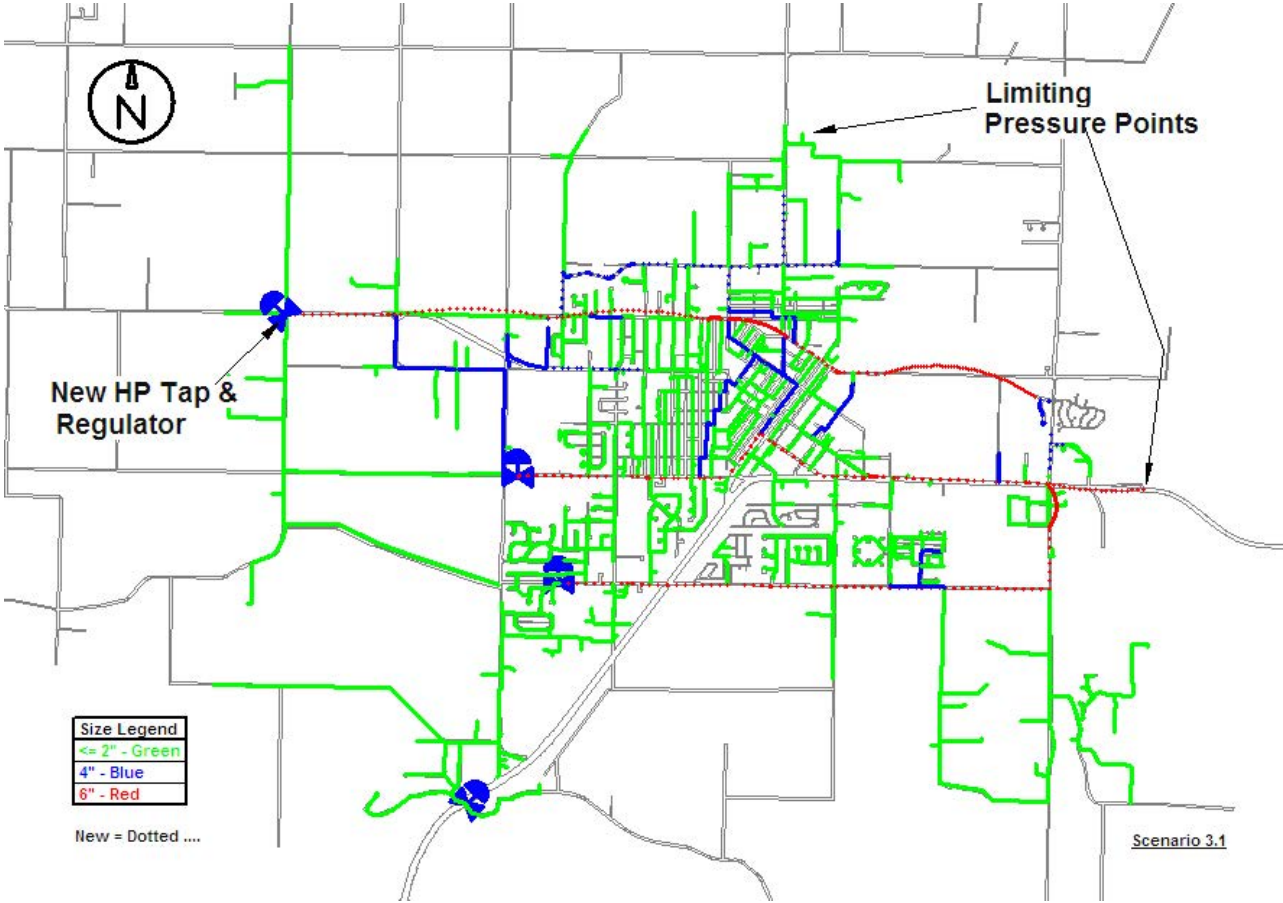 N
Limiting
Pressure Points
New HP Tap &
Regulator
Size Legend
<= 2" - Green
4" - Blue
6" - Red
New = Dotted ....
Scenario 3.1